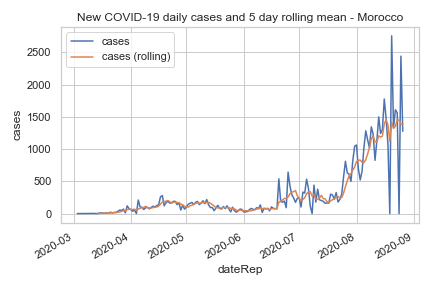 New COVID-19 daily cases and 5 day rolling mean - Morocco
cases
cases (rolling)
2500
2000
1500
1000
500
0
cases
2020-03
2020-04
2020-05
2020-06
2020-07
2020-08
2020-09
dateRep